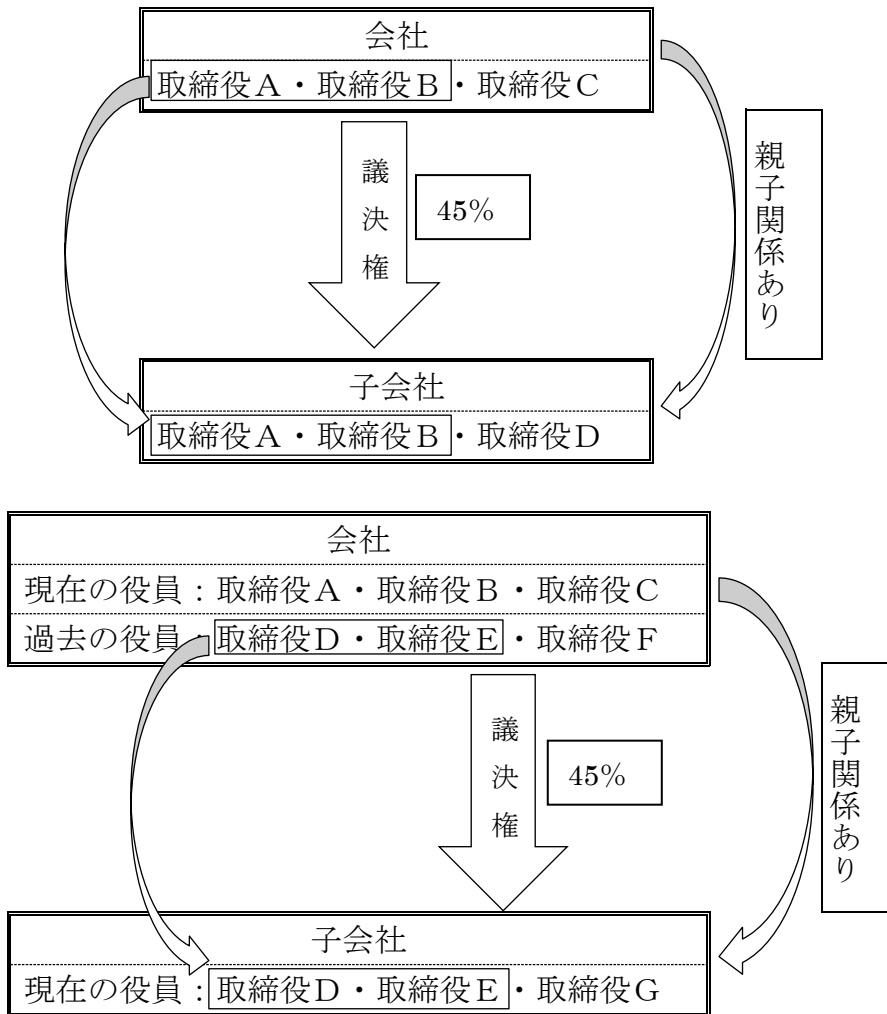 会社
取締役A・取締役B・取締役C
議決権
45%
親子関係あり
子会社
取締役A・取締役B・取締役D
会社
現在の役員:取締役A・取締役B・取締役C
過去の役員:取締役D・取締役E・取締役F
議決権
45%
親子関係あり
子会社
現在の役員:取締役D・取締役E・取締役G